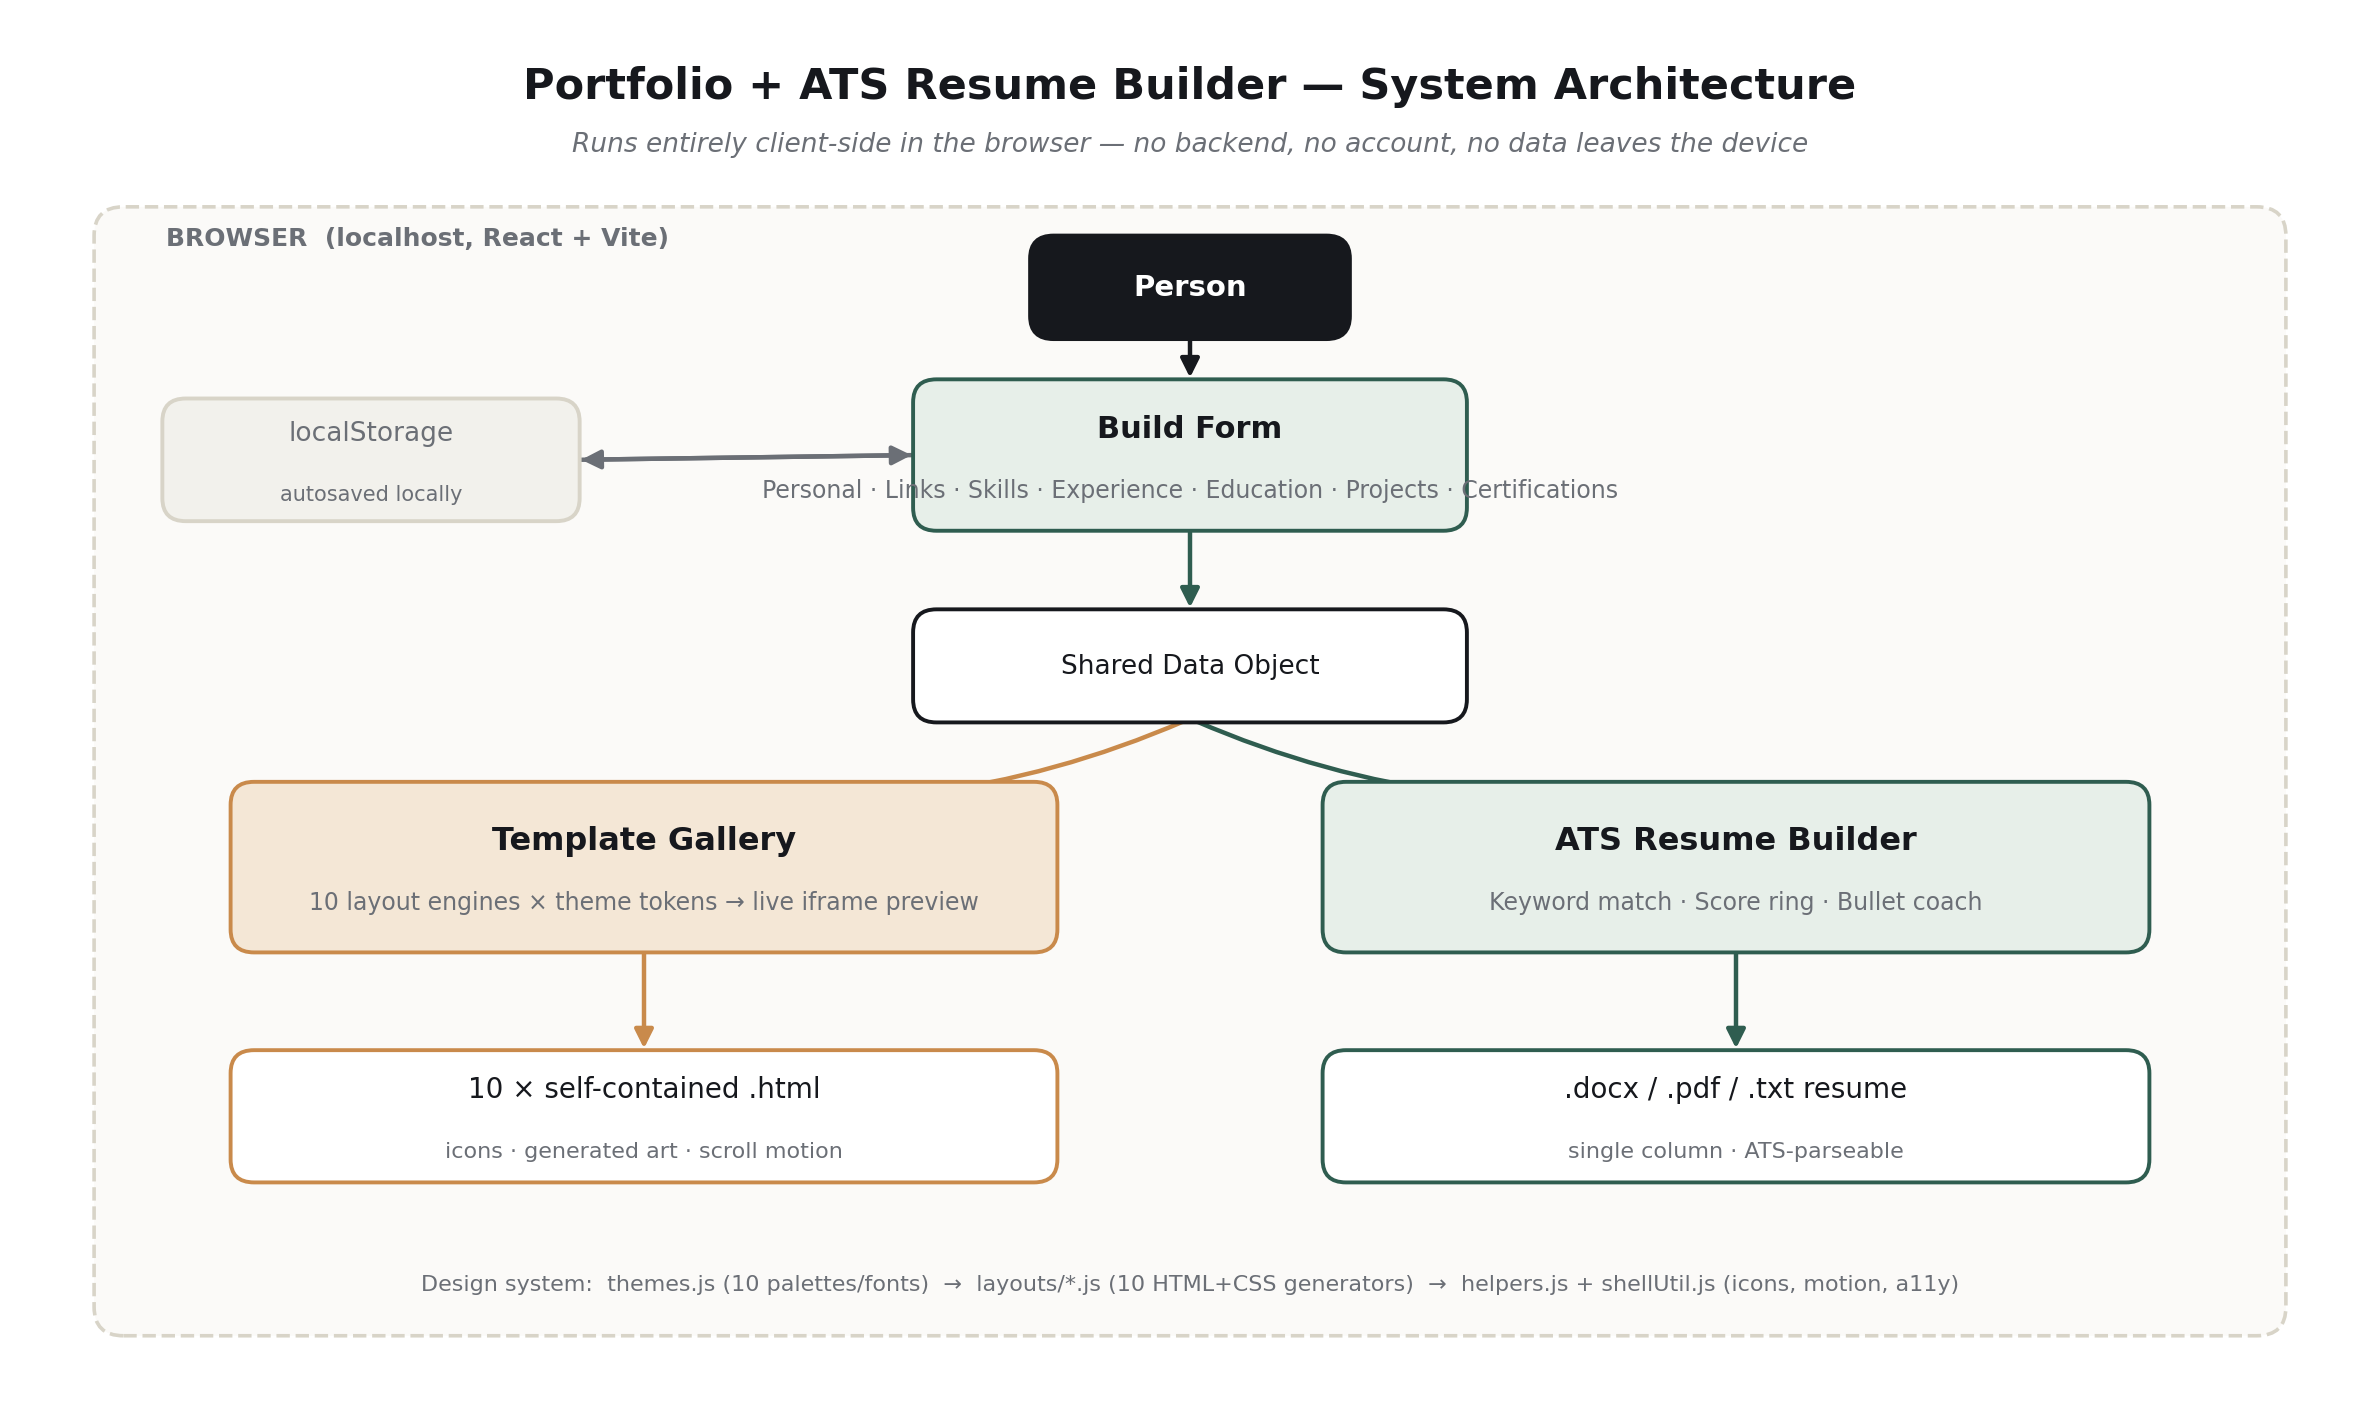 Portfolio + ATS Resume Builder — System Architecture
Runs entirely client-side in the browser — no backend, no account, no data leaves the device
BROWSER  (localhost, React + Vite)
Person
localStorage
autosaved locally
Build Form
Personal · Links · Skills · Experience · Education · Projects · Certifications
Shared Data Object
Template Gallery
10 layout engines × theme tokens → live iframe preview
ATS Resume Builder
Keyword match · Score ring · Bullet coach
10 × self-contained .html
icons · generated art · scroll motion
.docx / .pdf / .txt resume
single column · ATS-parseable
Design system:  themes.js (10 palettes/fonts)  →  layouts/*.js (10 HTML+CSS generators)  →  helpers.js + shellUtil.js (icons, motion, a11y)